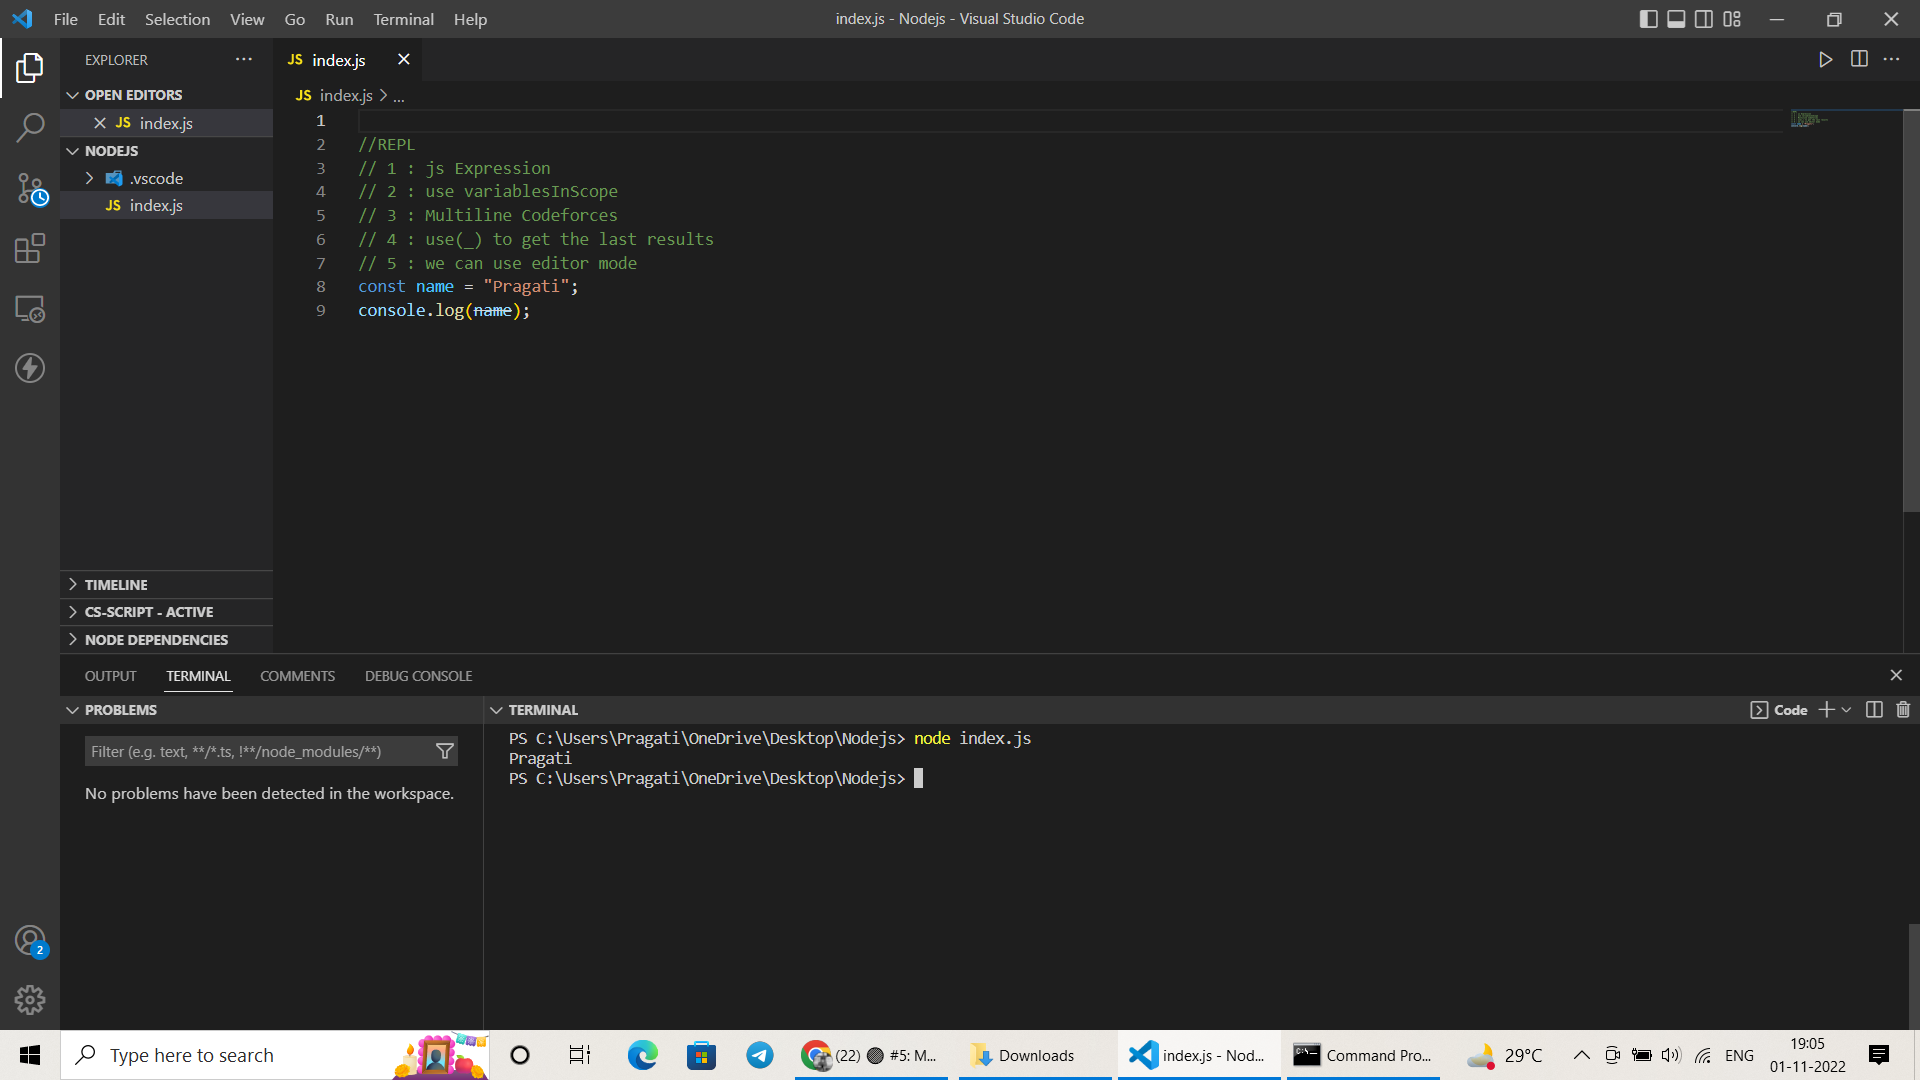 File Edit Selection View Go Run Terminal Help
index.js - Nodejs - Visual Studio Code
EXPLORER
OPEN EDITORS
JS index.js
NODEJS
.vscode
JS index.js
TIMELINE
CS-SCRIPT - ACTIVE
NODE DEPENDENCIES
JS index.js
JS index.js > ...
1
2 //REPL
3 // 1 : js Expression
4 // 2 : use variablesInScope
5 // 3 : Multiline Codeforces
6 // 4 : use(_) to get the last results
7 // 5 : we can use editor mode
8 const name = "Pragati";
9 console.log(name);
OUTPUT TERMINAL COMMENTS DEBUG CONSOLE
PROBLEMS
Filter (e.g. text, **/*.ts, !**/node_modules/**)
No problems have been detected in the workspace.
TERMINAL
Code
PS C:\Users\Pragati\OneDrive\Desktop\Nodejs> node index.js
Pragati
PS C:\Users\Pragati\OneDrive\Desktop\Nodejs>
2
Type here to search
(22) #5: M...
Downloads
index.js - Nod...
Command Pro...
29°C
ENG
19:05
01-11-2022